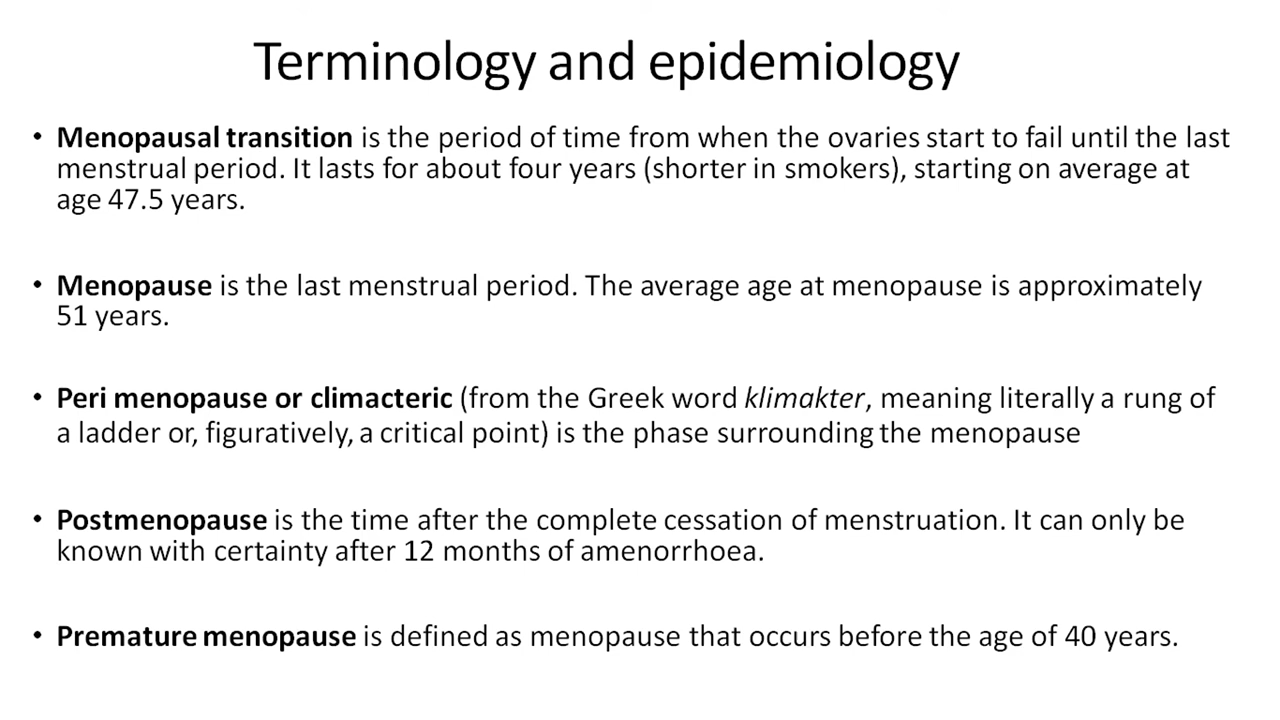 Terminology and epidemiology
• Menopausal transition is the period of time from when the ovaries start to fail until the last
menstrual period. It lasts for about four years (shorter in smokers), starting on average at
age 47.5 years.
• Menopause is the last menstrual period. The average age at menopause is approximately
51 years.
• Peri menopause or climacteric (from the Greek word klimakter, meaning literally a rung of
a ladder or, figuratively, a critical point) is the phase surrounding the menopause
• Postmenopause is the time after the complete cessation of menstruation. It can only be
known with certainty after 12 months of amenorrhoea.
• Premature menopause is defined as menopause that occurs before the age of 40 years.